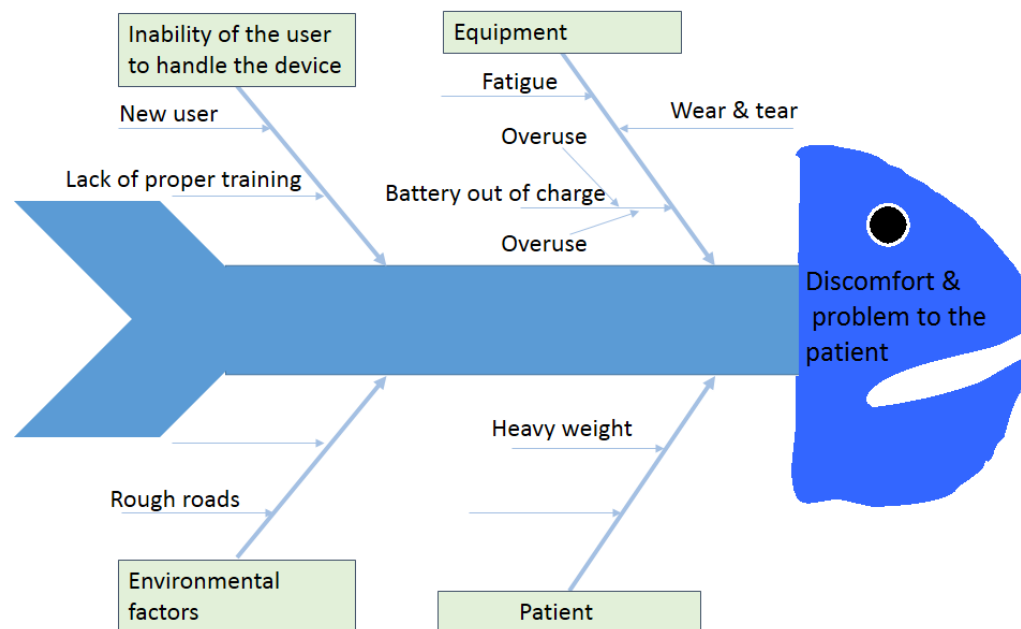 Inability of the user
to handle the device
Equipment
Fatigue
New user
Wear & tear
Overuse
Lack of proper training
Battery out of charge
Overuse
Discomfort &
problem to the
patient
Heavy weight
Rough roads
Environmental
factors
Patient